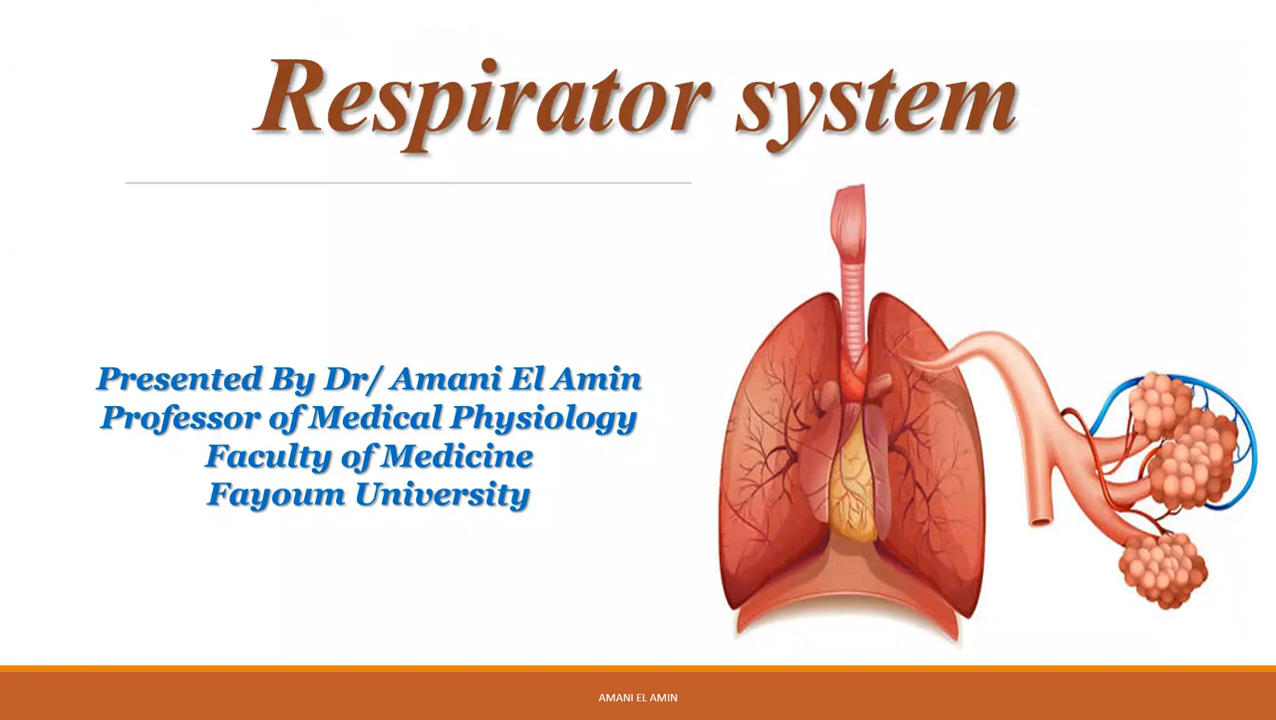 Respirator system
Presented By Dr/ Amani El Amin
Professor of Medical Physiology
Faculty of Medicine
Fayoum University
AMANI EL AMIN